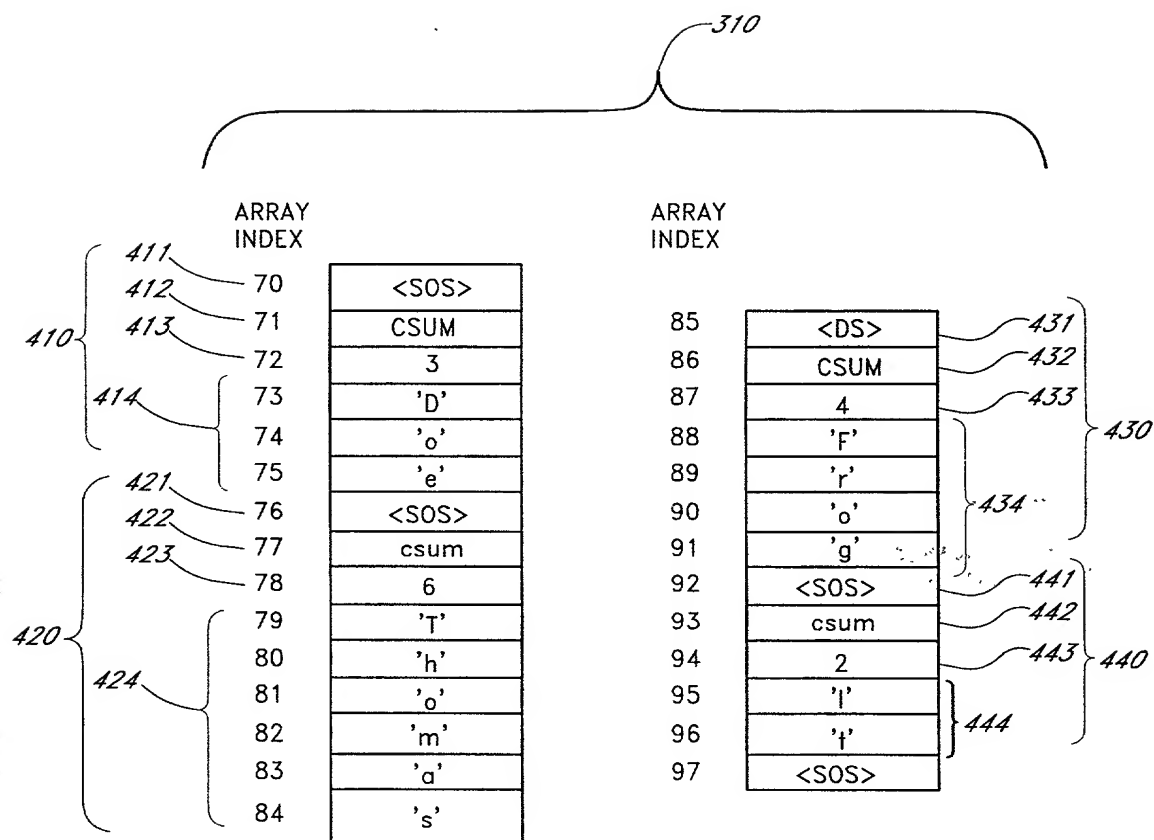 310
ARRAY
INDEX
411 70 <SOS>
412 71 CSUM
413 72 3
410
414 73 'D'
74 'o'
75 'e'
421 76 <SOS>
422 77 csum
423 78 6
420
79 'T'
80 'h'
424 81 'o'
82 'm'
83 'a'
84 's'
ARRAY
INDEX
85 <DS> 431
86 CSUM 432
87 4 433
430
88 'F'
89 'r'
90 'o' 434
91 'g'
92 <SOS> 441
93 csum 442
94 2 443
440
95 'l'
444
96 't'
97 <SOS>